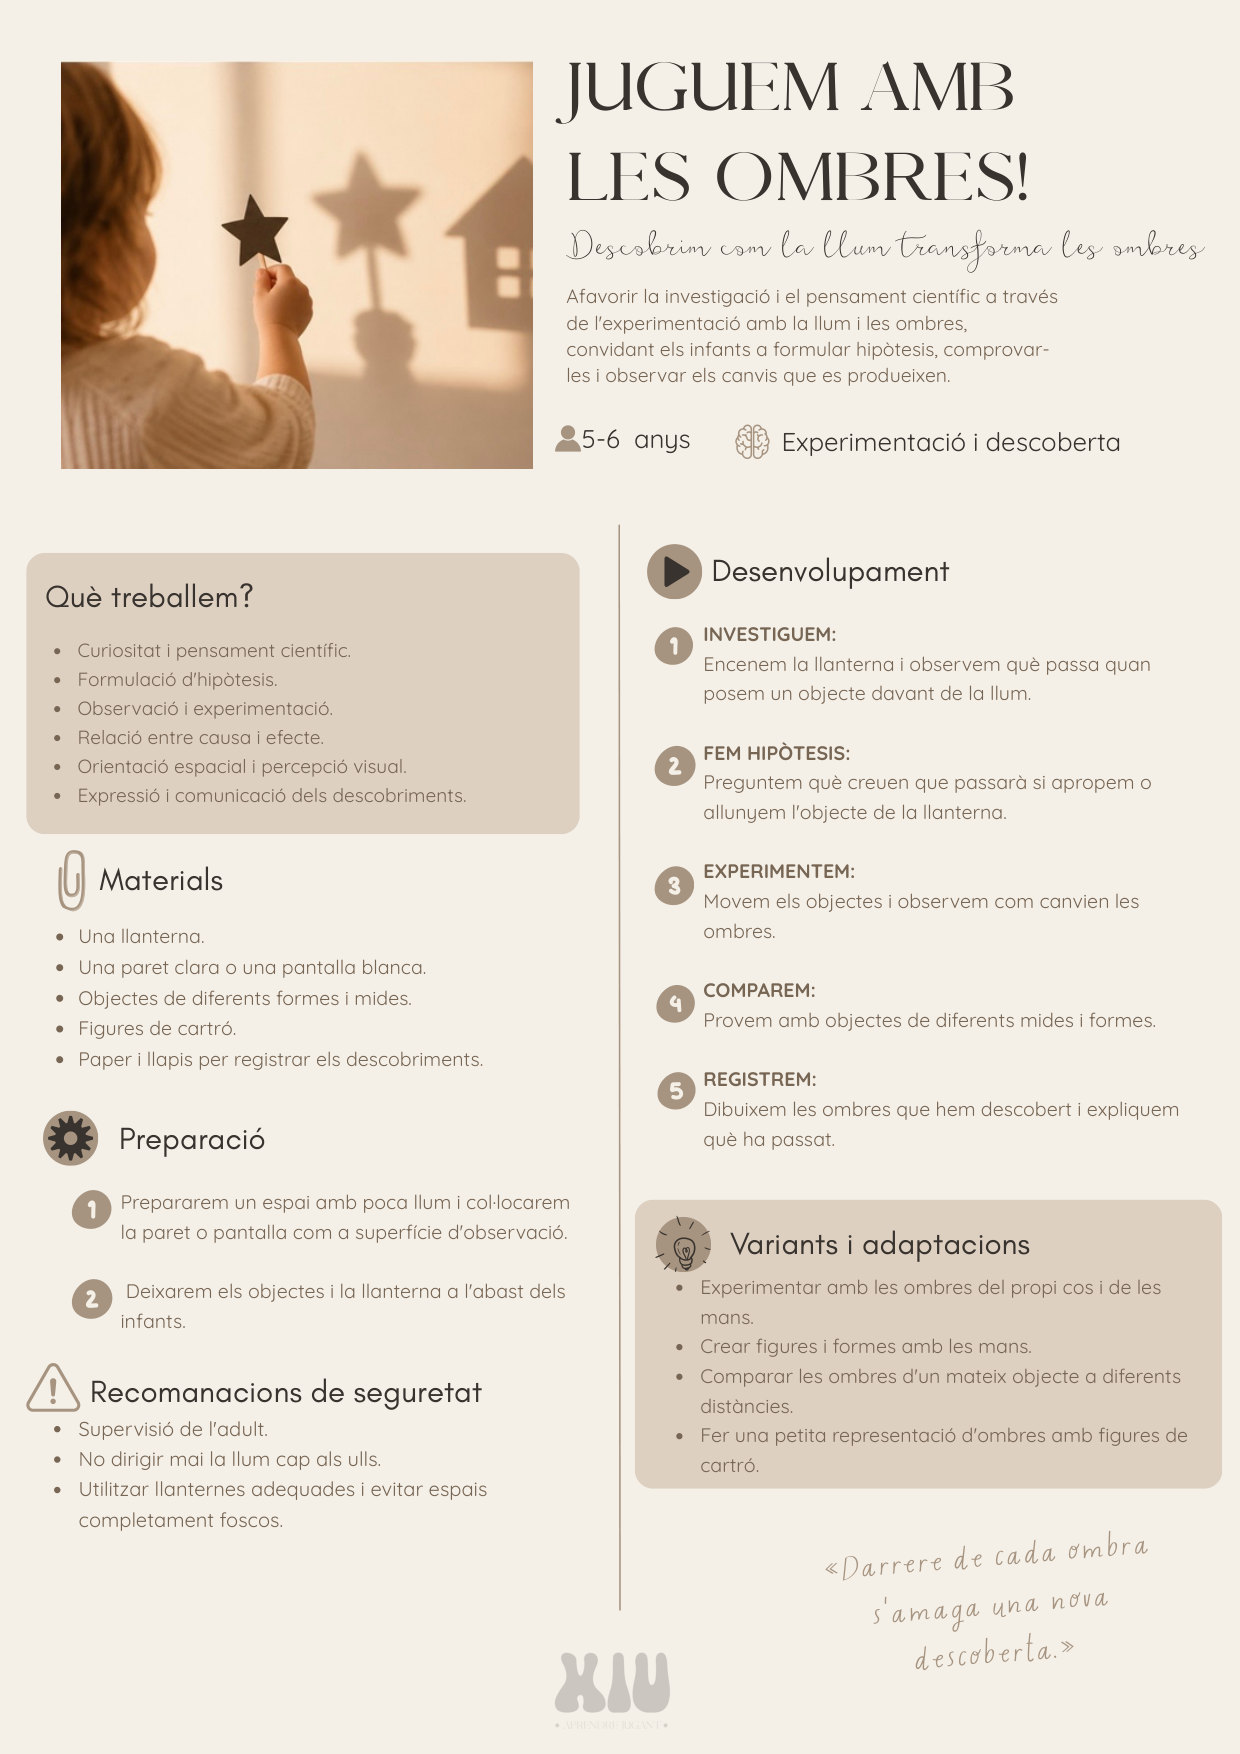 JUGUEM AMB
LES OMBRES!
Descobrim com la llum transforma les ombres
Afavorir la investigació i el pensament científic a través
de l'experimentació amb la llum i les ombres,
convidant els infants a formular hipòtesis, comprovar-
les i observar els canvis que es produeixen.
5-6 anys
Experimentació i descoberta
Què treballem?
• Curiositat i pensament científic.
• Formulació d'hipòtesis.
• Observació i experimentació.
• Relació entre causa i efecte.
• Orientació espacial i percepció visual.
• Expressió i comunicació dels descobriments.
Materials
• Una llanterna.
• Una paret clara o una pantalla blanca.
• Objectes de diferents formes i mides.
• Figures de cartró.
• Paper i llapis per registrar els descobriments.
Preparació
1 Prepararem un espai amb poca llum i col·locarem
la paret o pantalla com a superfície d'observació.
2 Deixarem els objectes i la llanterna a l'abast dels
infants.
Recomanacions de seguretat
• Supervisió de l'adult.
• No dirigir mai la llum cap als ulls.
• Utilitzar llanternes adequades i evitar espais
completament foscos.
Desenvolupament
1 INVESTIGUEM:
Encenem la llanterna i observem què passa quan
posem un objecte davant de la llum.
2 FEM HIPÒTESIS:
Preguntem què creuen que passarà si apropem o
allunyem l'objecte de la llanterna.
3 EXPERIMENTEM:
Movem els objectes i observem com canvien les
ombres.
4 COMPAREM:
Provem amb objectes de diferents mides i formes.
5 REGISTREM:
Dibuixem les ombres que hem descobert i expliquem
què ha passat.
Variants i adaptacions
• Experimentar amb les ombres del propi cos i de les
mans.
• Crear figures i formes amb les mans.
• Comparar les ombres d'un mateix objecte a diferents
distàncies.
• Fer una petita representació d'ombres amb figures de
cartró.
«Darrere de cada ombra
s'amaga una nova
descoberta.»
XIU
• APRENDRE JUGANT •